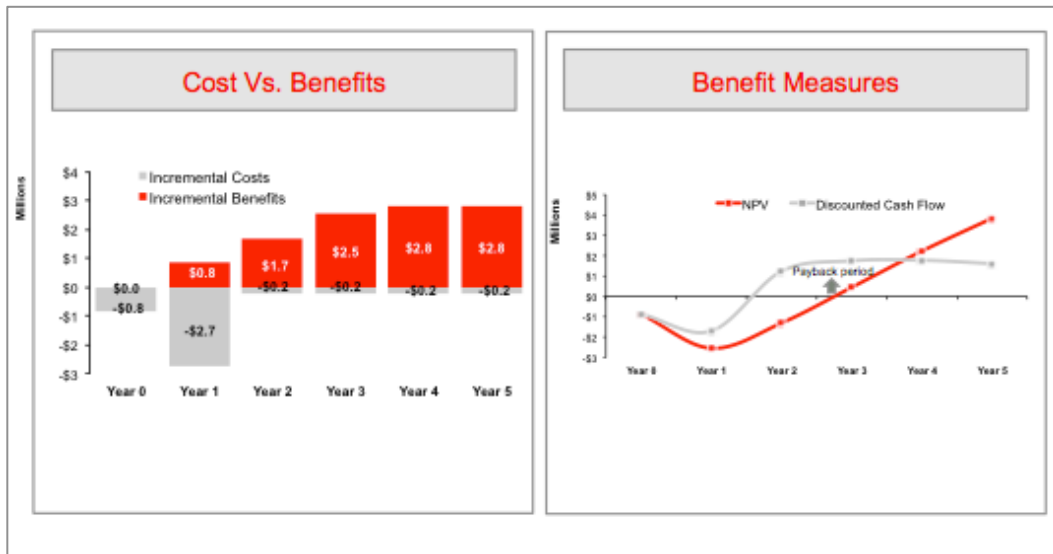 Cost Vs. Benefits
Millions
$4
$3
$2
$1
$0
-$1
-$2
-$3
Incremental Costs
Incremental Benefits
$0.0
-$0.8
$0.8
-$2.7
$1.7
-$0.2
$2.5
-$0.2
$2.8
-$0.2
$2.8
-$0.2
Year 0 Year 1 Year 2 Year 3 Year 4 Year 5
Benefit Measures
Millions
$5
$4
$3
$2
$1
$0
-$1
-$2
-$3
NPV Discounted Cash Flow
Payback period
Year 0 Year 1 Year 2 Year 3 Year 4 Year 5